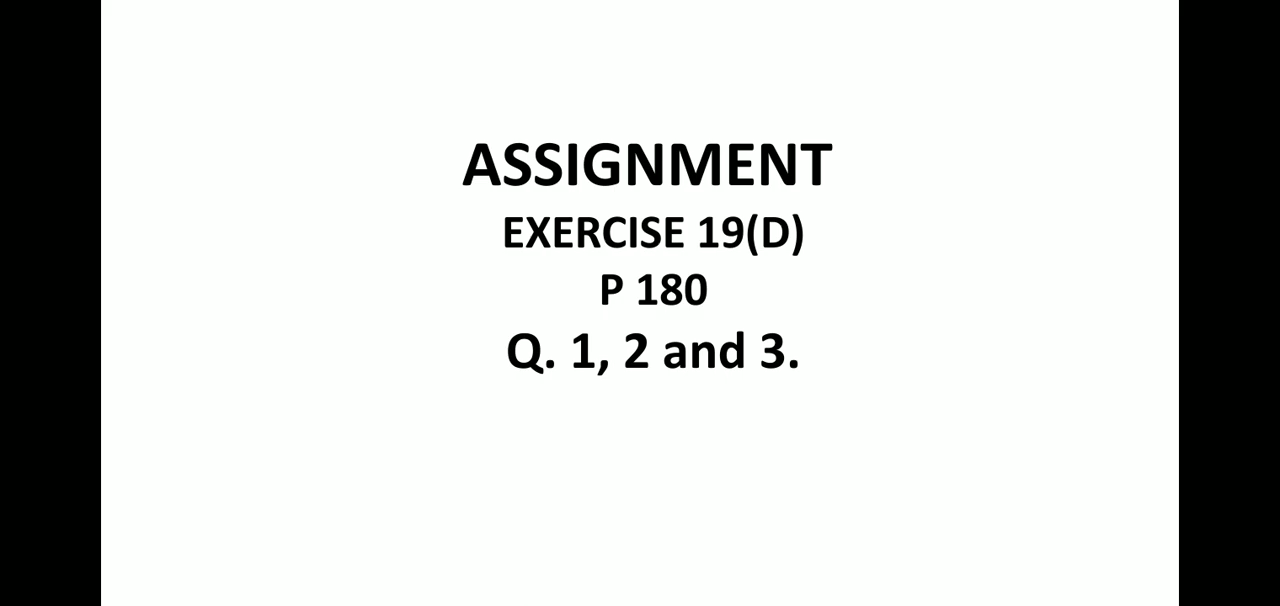 ASSIGNMENT
EXERCISE 19(D)
P 180
Q. 1, 2 and 3.